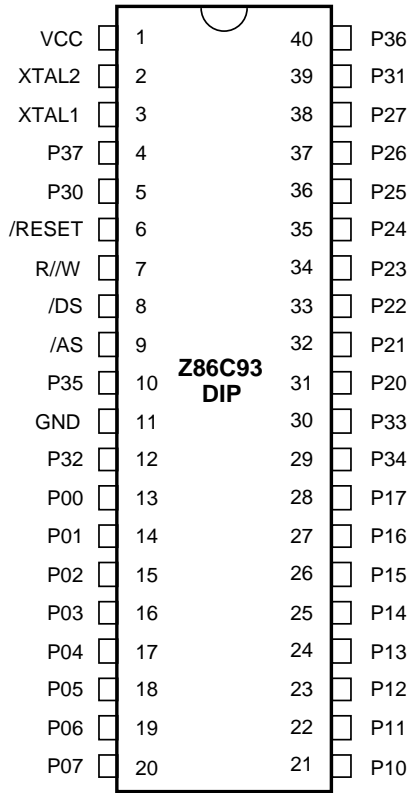 VCC 1 40 P36
XTAL2 2 39 P31
XTAL1 3 38 P27
P37 4 37 P26
P30 5 36 P25
/RESET 6 35 P24
R//W 7 34 P23
/DS 8 33 P22
/AS 9 32 P21
Z86C93
DIP
P35 10 31 P20
GND 11 30 P33
P32 12 29 P34
P00 13 28 P17
P01 14 27 P16
P02 15 26 P15
P03 16 25 P14
P04 17 24 P13
P05 18 23 P12
P06 19 22 P11
P07 20 21 P10